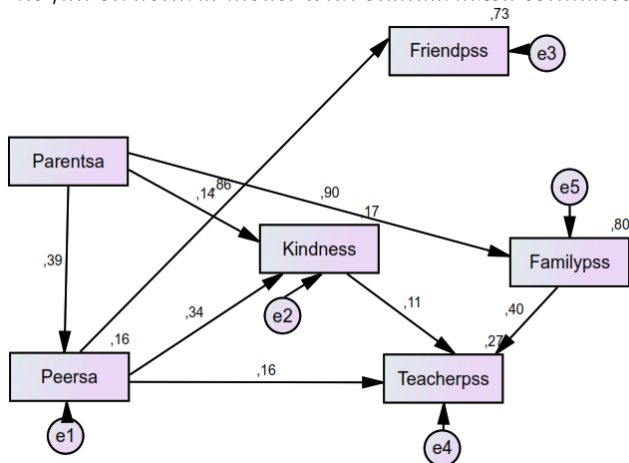 ,73
Friendpss
e3
Parentsa
,14
,86
,90
,17
e5
,80
Kindness
Familypss
,39
,34
e2
,11
,40
,16
,27
Peersa
,16
Teacherpss
e1
e4